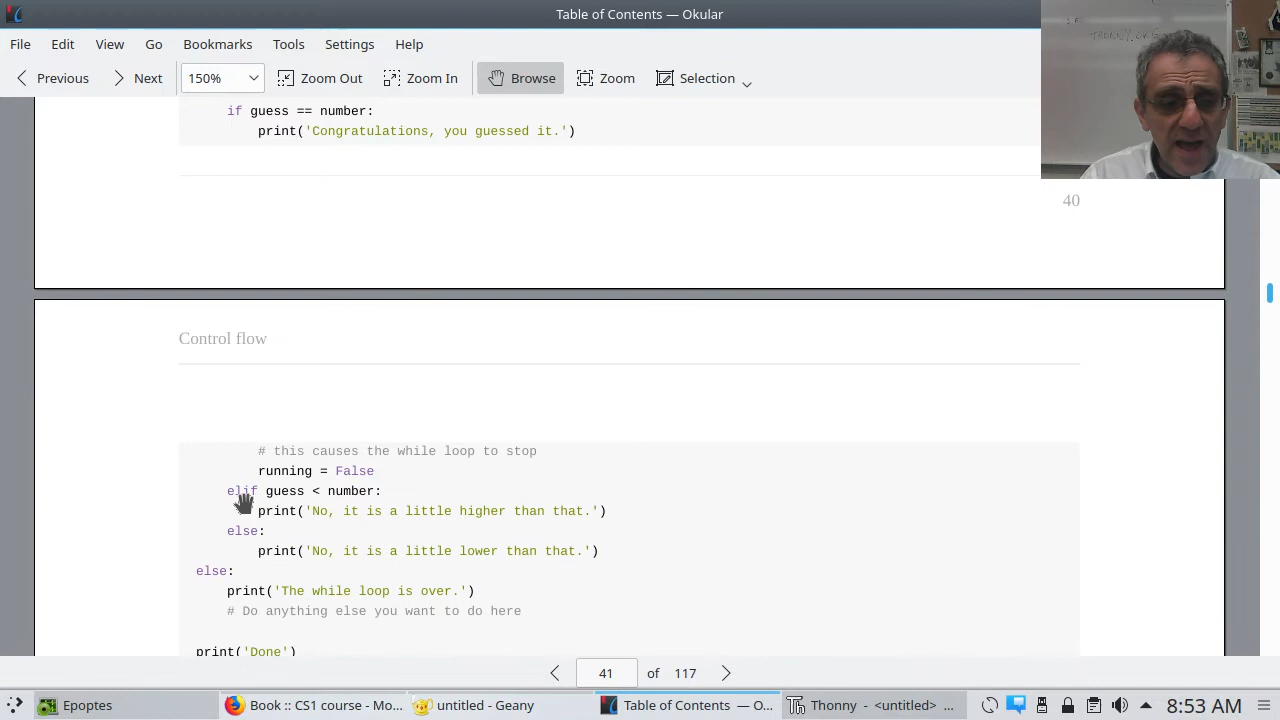 Table of Contents — Okular
File Edit View Go Bookmarks Tools Settings Help
Previous Next 150% Zoom Out Zoom In Browse Zoom Selection
if guess == number:
print('Congratulations, you guessed it.')
40
Control flow
# this causes the while loop to stop
running = False
elif guess < number:
print('No, it is a little higher than that.')
else:
print('No, it is a little lower than that.')
else:
print('The while loop is over.')
# Do anything else you want to do here
print('Done')
41 of 117
Epoptes Book :: CS1 course - Mo... untitled - Geany Table of Contents — O... Thonny - <untitled> ... 8:53 AM